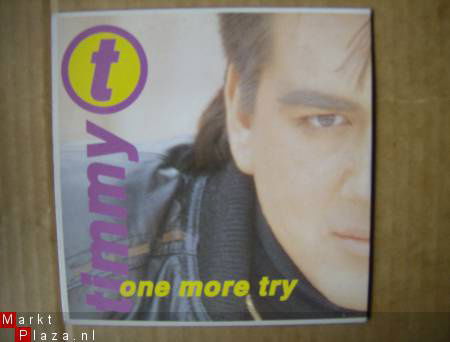 timmy t
one more try
Markt
Plaza.nl